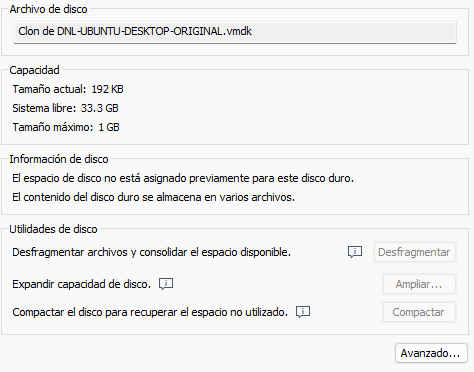 Archivo de disco
Clon de DNL-UBUNTU-DESKTOP-ORIGINAL.vmdk
Capacidad
Tamaño actual: 192 KB
Sistema libre: 33.3 GB
Tamaño máximo: 1 GB
Información de disco
El espacio de disco no está asignado previamente para este disco duro.
El contenido del disco duro se almacena en varios archivos.
Utilidades de disco
Desfragmentar archivos y consolidar el espacio disponible. Desfragmentar
Expandir capacidad de disco. Ampliar...
Compactar el disco para recuperar el espacio no utilizado. Compactar
Avanzado...